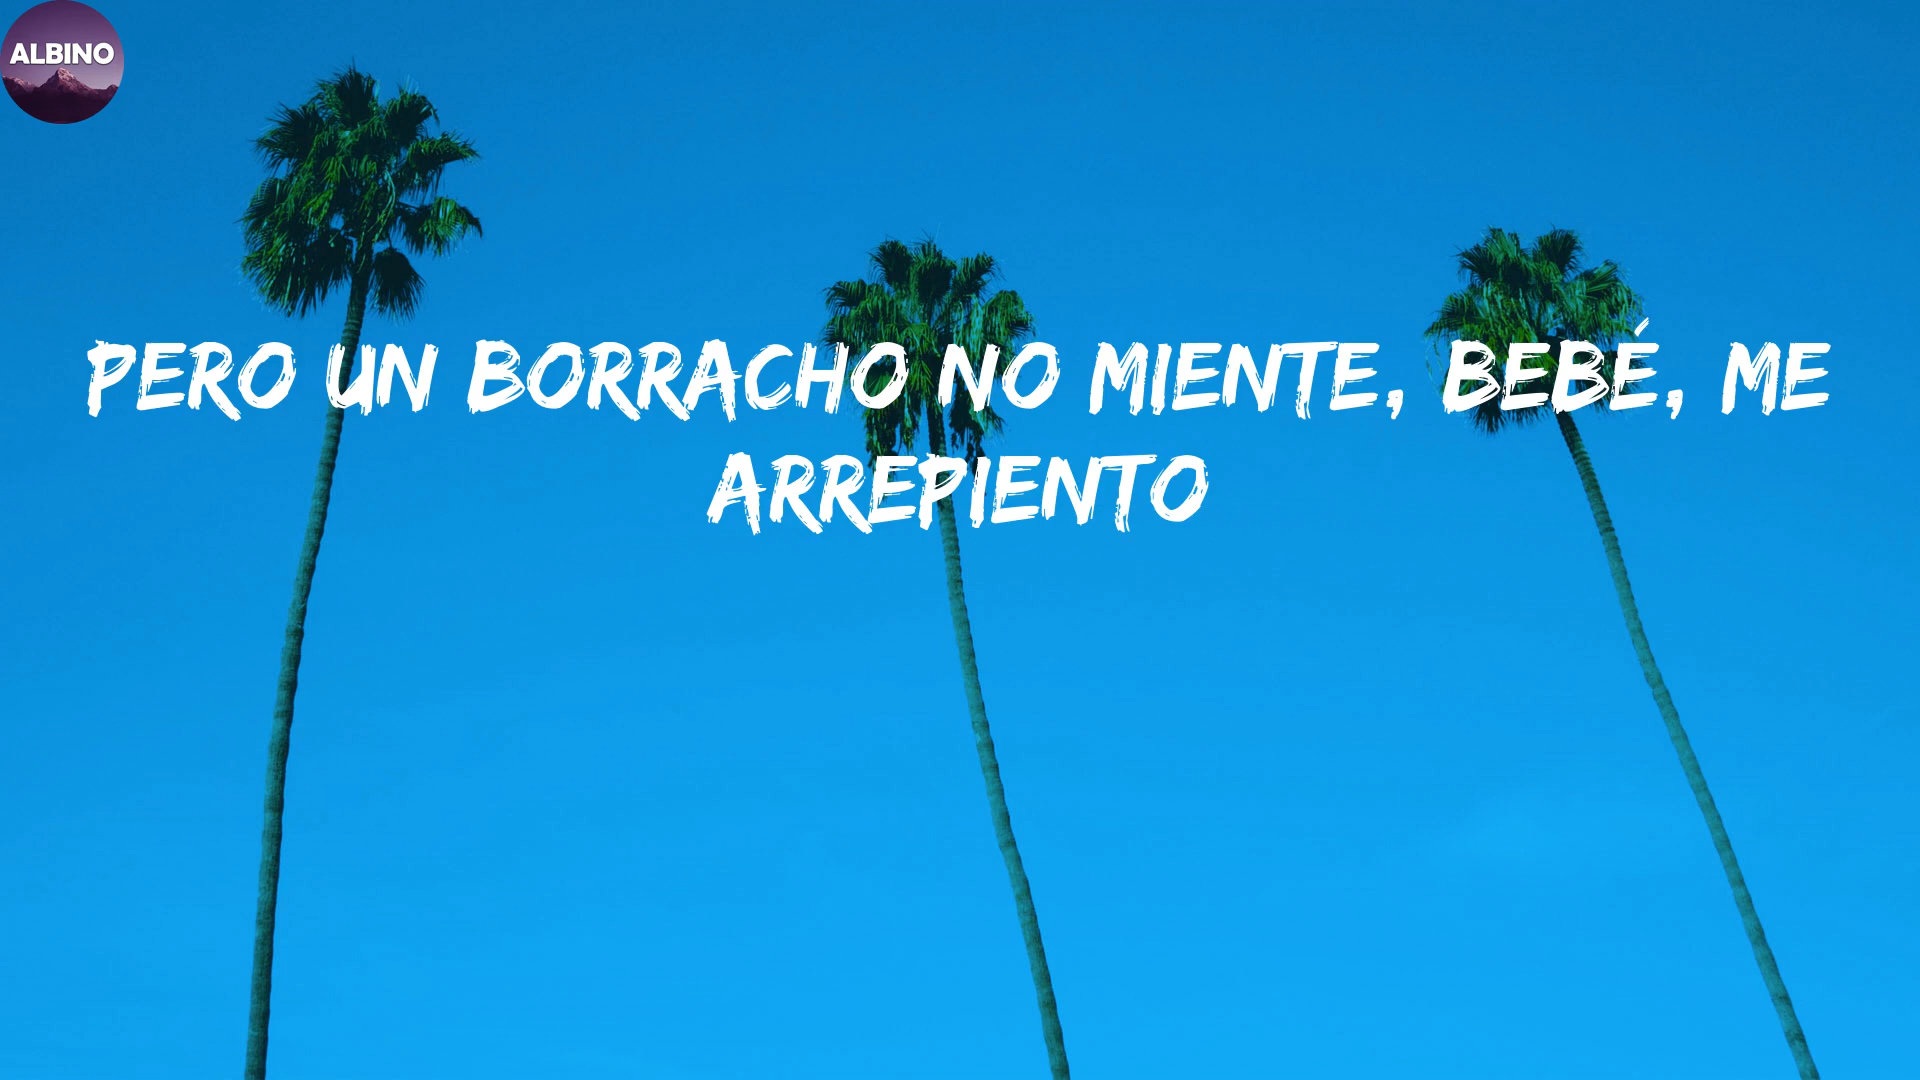 ALBINO
PERO UN BORRACHO NO MIENTE, BEBÉ, ME
ARREPIENTO